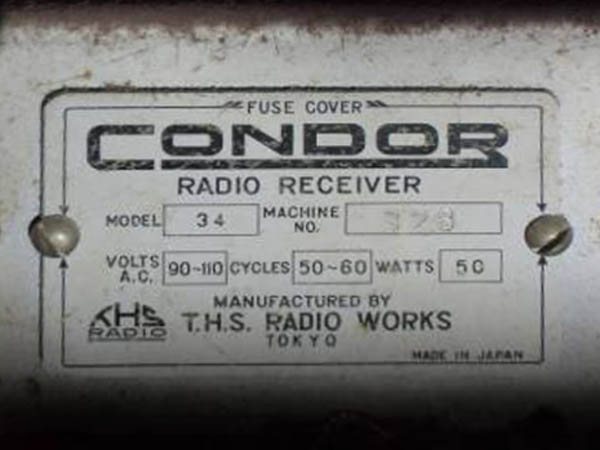 FUSE COVER
CONDOR
RADIO RECEIVER
MODEL 34 MACHINE NO.
VOLTS A.C. 90~110 CYCLES 50~60 WATTS 50
MANUFACTURED BY
THS RADIO T.H.S. RADIO WORKS
TOKYO
MADE IN JAPAN